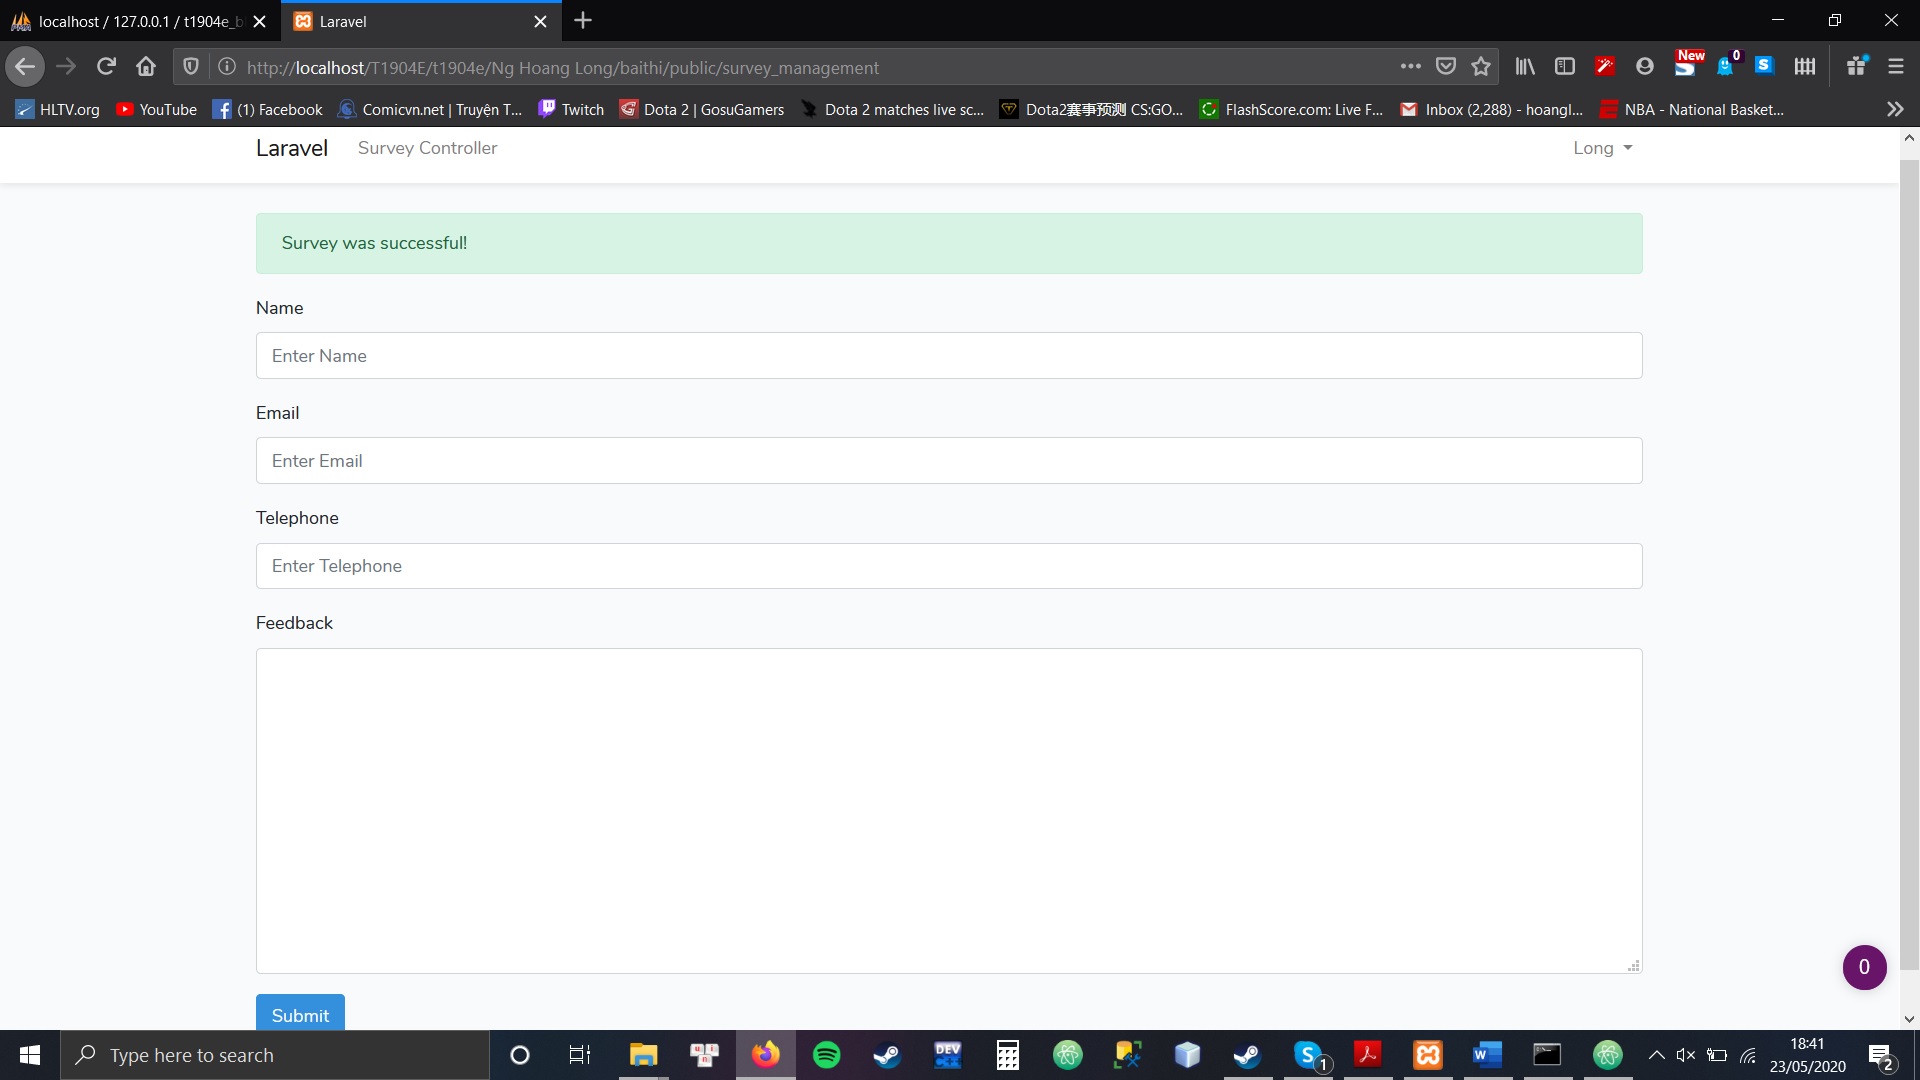 localhost / 127.0.0.1 / t1904e_b
Laravel
http://localhost/T1904E/t1904e/Ng Hoang Long/baithi/public/survey_management
New
0
S
HLTV.org
YouTube
(1) Facebook
Comicvn.net | Truyện T...
Twitch
Dota 2 | GosuGamers
Dota 2 matches live sc...
Dota2赛事预测 CS:GO...
FlashScore.com: Live F...
Inbox (2,288) - hoangl...
NBA - National Basket...
Laravel
Survey Controller
Long
Survey was successful!
Name
Enter Name
Email
Enter Email
Telephone
Enter Telephone
Feedback
0
Submit
Type here to search
DEV
1
18:41
23/05/2020
2